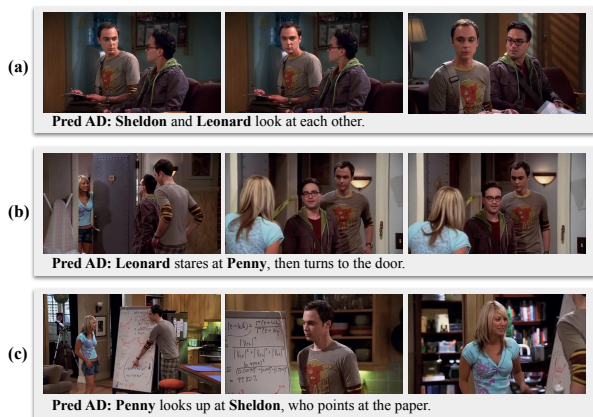 (a)
Pred AD: Sheldon and Leonard look at each other.
(b)
Pred AD: Leonard stares at Penny, then turns to the door.
(c)
Pred AD: Penny looks up at Sheldon, who points at the paper.